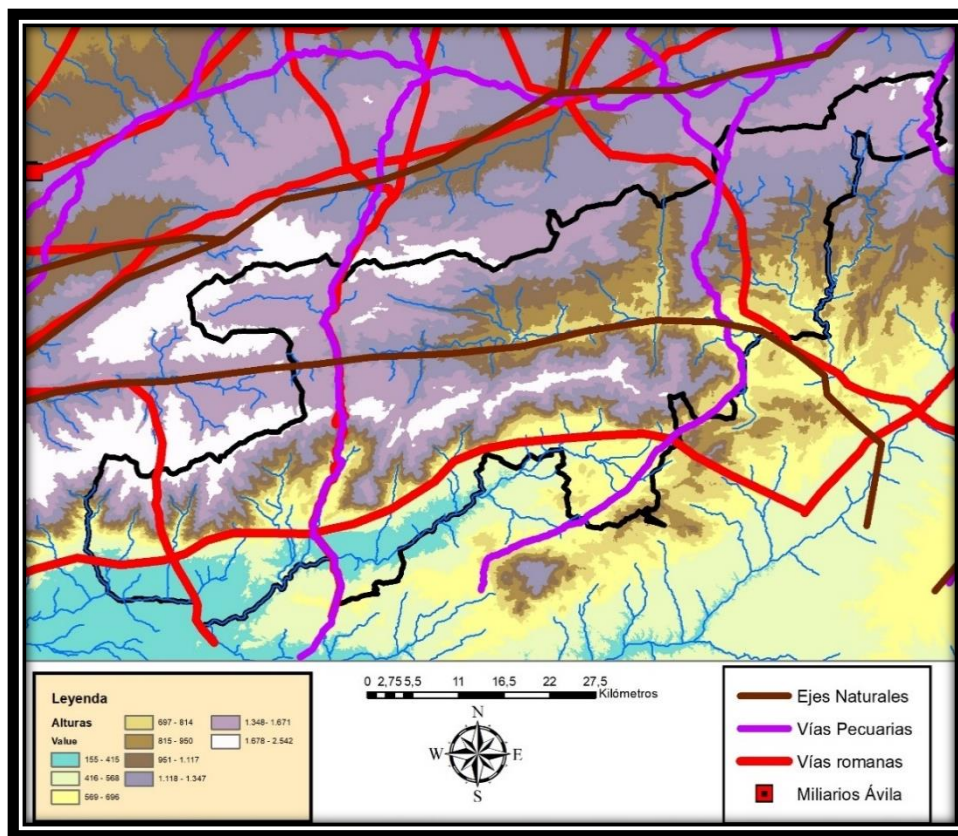 Leyenda
Alturas
Value
155 - 415
416 - 568
569 - 696
697 - 814
815 - 950
951 - 1.117
1.118 - 1.347
1.348 - 1.671
1.678 - 2.542
0 2,75 5,5 11 16,5 22 27,5
Kilómetros
N
W E
S
Ejes Naturales
Vías Pecuarias
Vías romanas
Miliarios Ávila